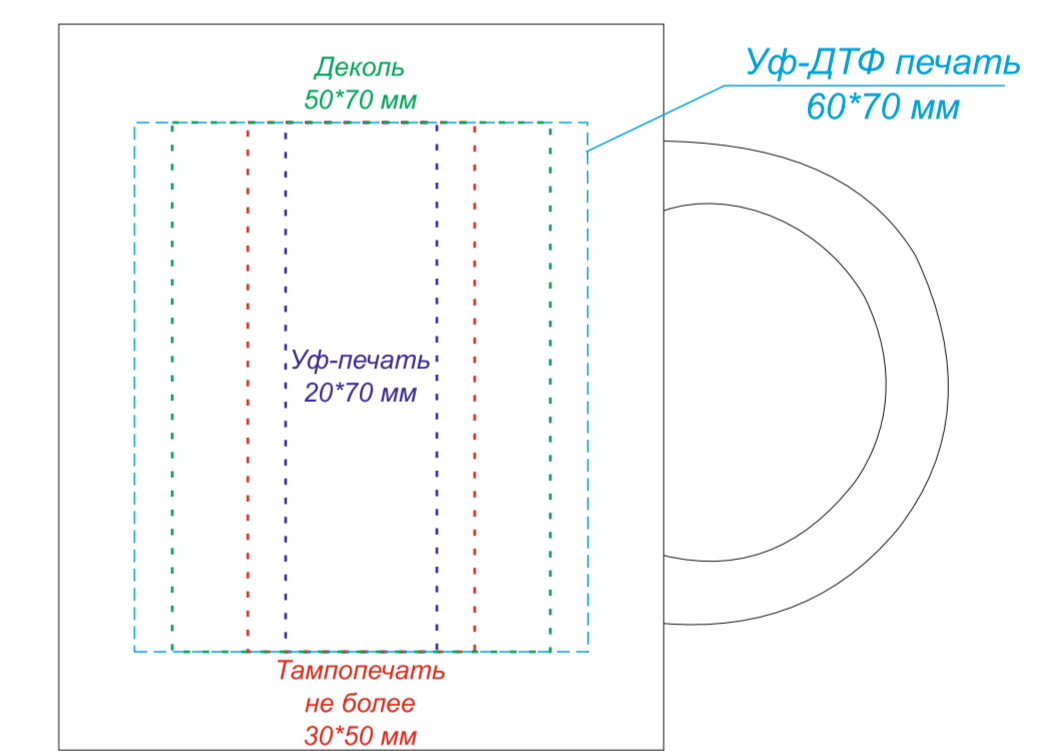 Деколь
50*70 мм
Уф-ДТФ печать
60*70 мм
Уф-печать
20*70 мм
Тампопечать
не более
30*50 мм